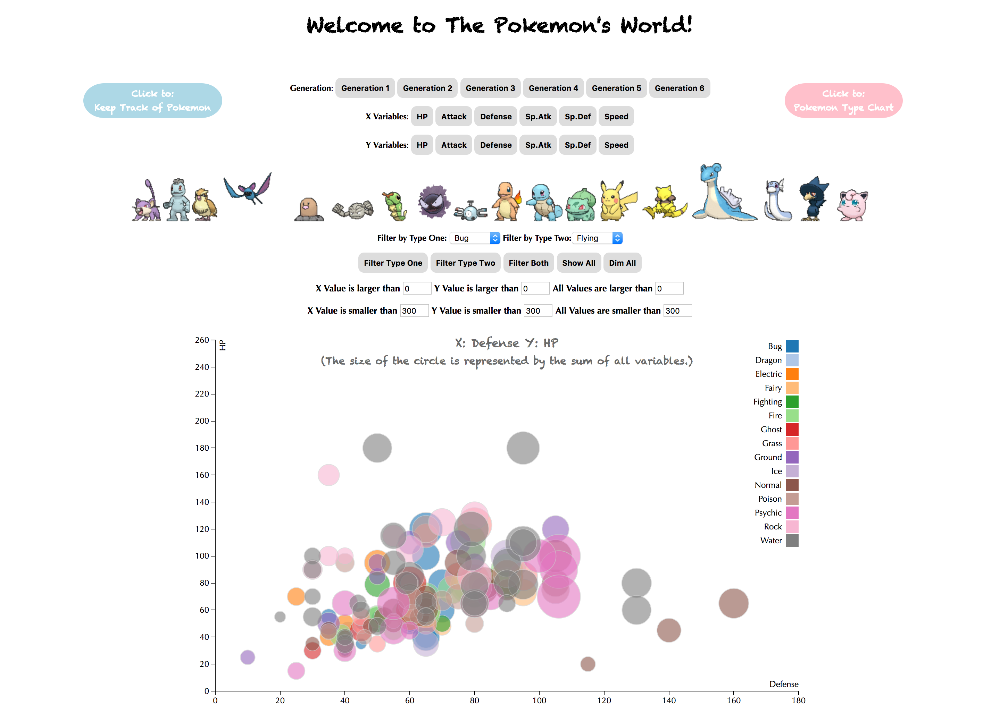 Welcome to The Pokemon's World!
Click to:
Keep Track of Pokemon
Generation: Generation 1 Generation 2 Generation 3 Generation 4 Generation 5 Generation 6
Click to:
Pokemon Type Chart
X Variables: HP Attack Defense Sp.Atk Sp.Def Speed
Y Variables: HP Attack Defense Sp.Atk Sp.Def Speed
Filter by Type One: Bug Filter by Type Two: Flying
Filter Type One Filter Type Two Filter Both Show All Dim All
X Value is larger than 0 Y Value is larger than 0 All Values are larger than 0
X Value is smaller than 300 Y Value is smaller than 300 All Values are smaller than 300
X: Defense Y: HP
(The size of the circle is represented by the sum of all variables.)
HP
260
240
220
200
180
160
140
120
100
80
60
40
20
0
Bug
Dragon
Electric
Fairy
Fighting
Fire
Ghost
Grass
Ground
Ice
Normal
Poison
Psychic
Rock
Water
Defense
0 20 40 60 80 100 120 140 160 180